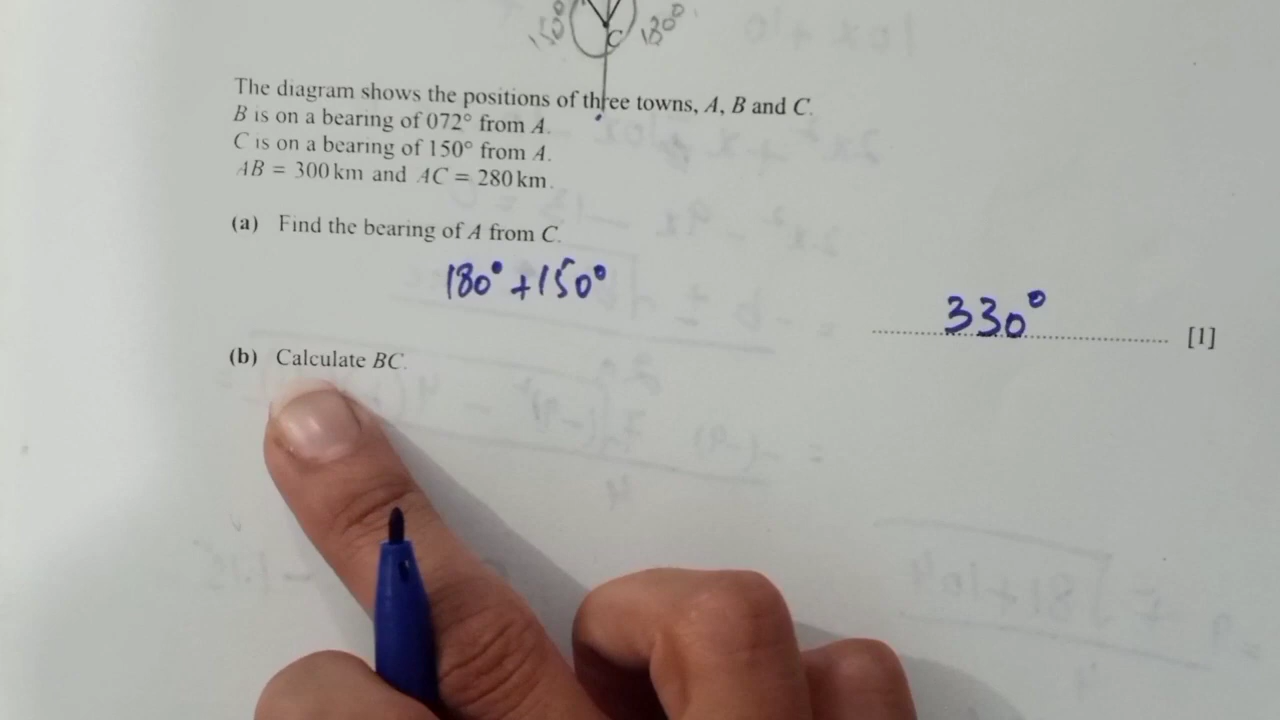 150° C 180°
The diagram shows the positions of three towns, A, B and C.
B is on a bearing of 072° from A.
C is on a bearing of 150° from A.
AB = 300 km and AC = 280 km.
(a) Find the bearing of A from C.
180° + 150°
330° [1]
(b) Calculate BC.